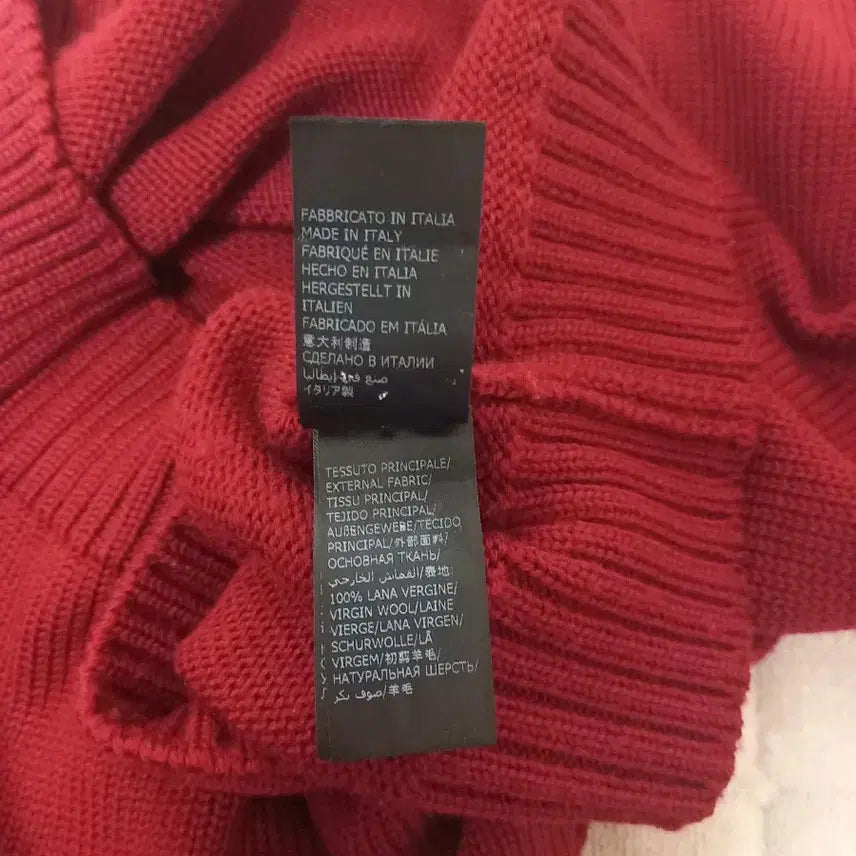 FABBRICATO IN ITALIA
MADE IN ITALY
FABRIQUÉ EN ITALIE
HECHO EN ITALIA
HERGESTELLT IN
ITALIEN
FABRICADO EM ITÁLIA
意大利制造
СДЕЛАНО В ИТАЛИИ
صنع في إيطاليا
イタリア製
TESSUTO PRINCIPALE/
EXTERNAL FABRIC/
TISSU PRINCIPAL/
TEJIDO PRINCIPAL/
AUßENGEWEBE/TECIDO
PRINCIPAL/外部面料/
ОСНОВНАЯ ТКАНЬ/
القماش الخارجي/表地:
100% LANA VERGINE/
VIRGIN WOOL/LAINE
VIERGE/LANA VIRGEN/
SCHURWOLLE/LÃ
VIRGEM/初剪羊毛/
НАТУРАЛЬНАЯ ШЕРСТЬ/
صوف بكر/羊毛